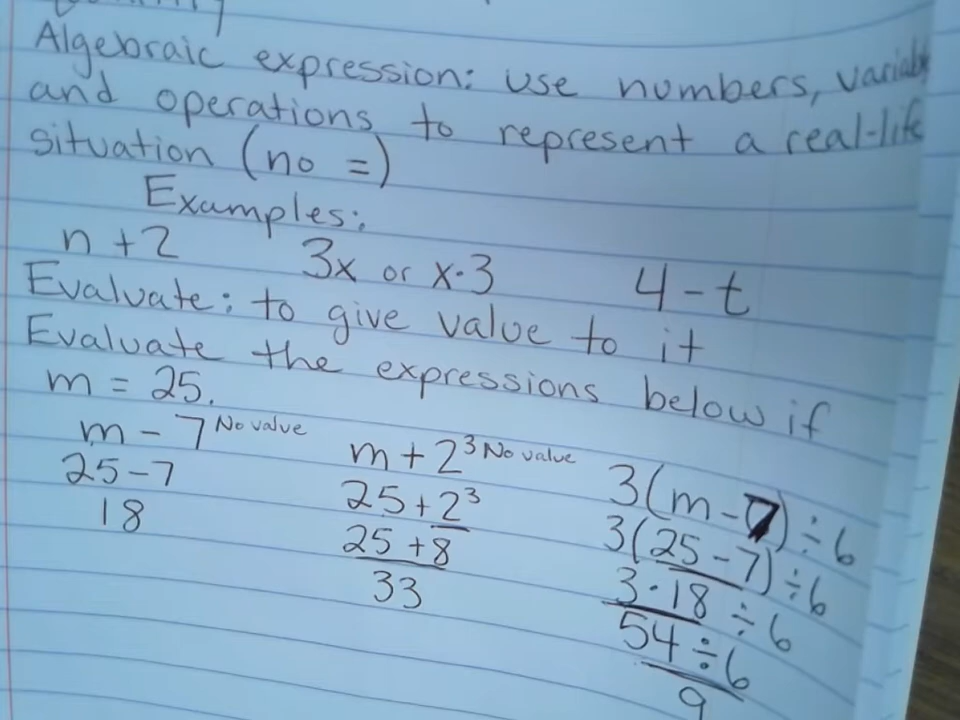 Algebraic expression: use numbers, variable
and operations to represent a real-life
situation (no =)
Examples:
n + 2 3x or x·3 4 - t
Evaluate: to give value to it
Evaluate the expressions below if
m = 25.
m - 7 No value
25 - 7
18
m + 2³ No value
25 + 2³
25 + 8
33
3(m - 7) ÷ 6
3(25 - 7) ÷ 6
3 · 18 ÷ 6
54 ÷ 6
9